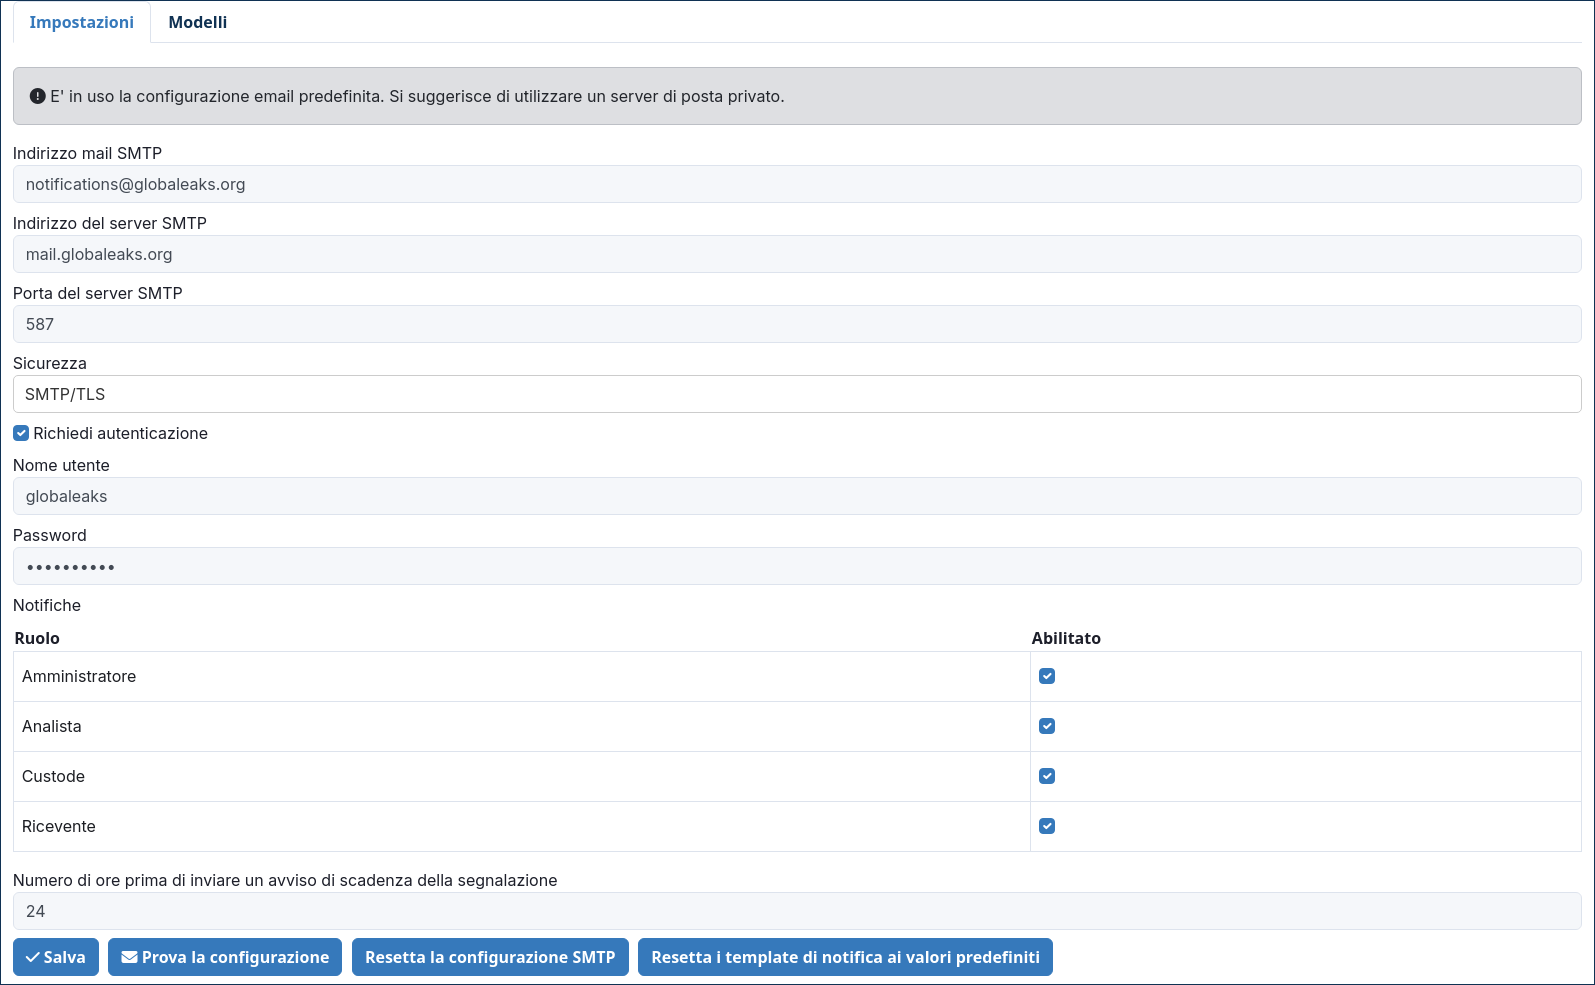 Impostazioni
Modelli
E' in uso la configurazione email predefinita. Si suggerisce di utilizzare un server di posta privato.
Indirizzo mail SMTP
notifications@globaleaks.org
Indirizzo del server SMTP
mail.globaleaks.org
Porta del server SMTP
587
Sicurezza
SMTP/TLS
Richiedi autenticazione
Nome utente
globaleaks
Password
••••••••••
Notifiche
Ruolo Abilitato
Amministratore
Analista
Custode
Ricevente
Numero di ore prima di inviare un avviso di scadenza della segnalazione
24
Salva Prova la configurazione Resetta la configurazione SMTP Resetta i template di notifica ai valori predefiniti